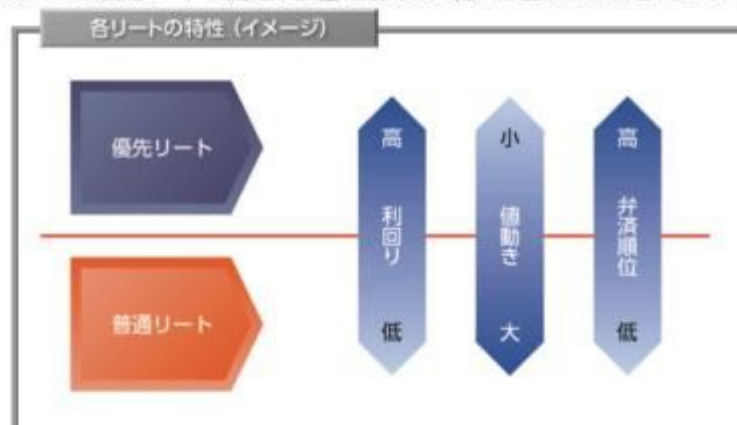 各リートの特性(イメージ)
優先リート
普通リート
高
利回り
低
小
値動き
大
高
弁済順位
低